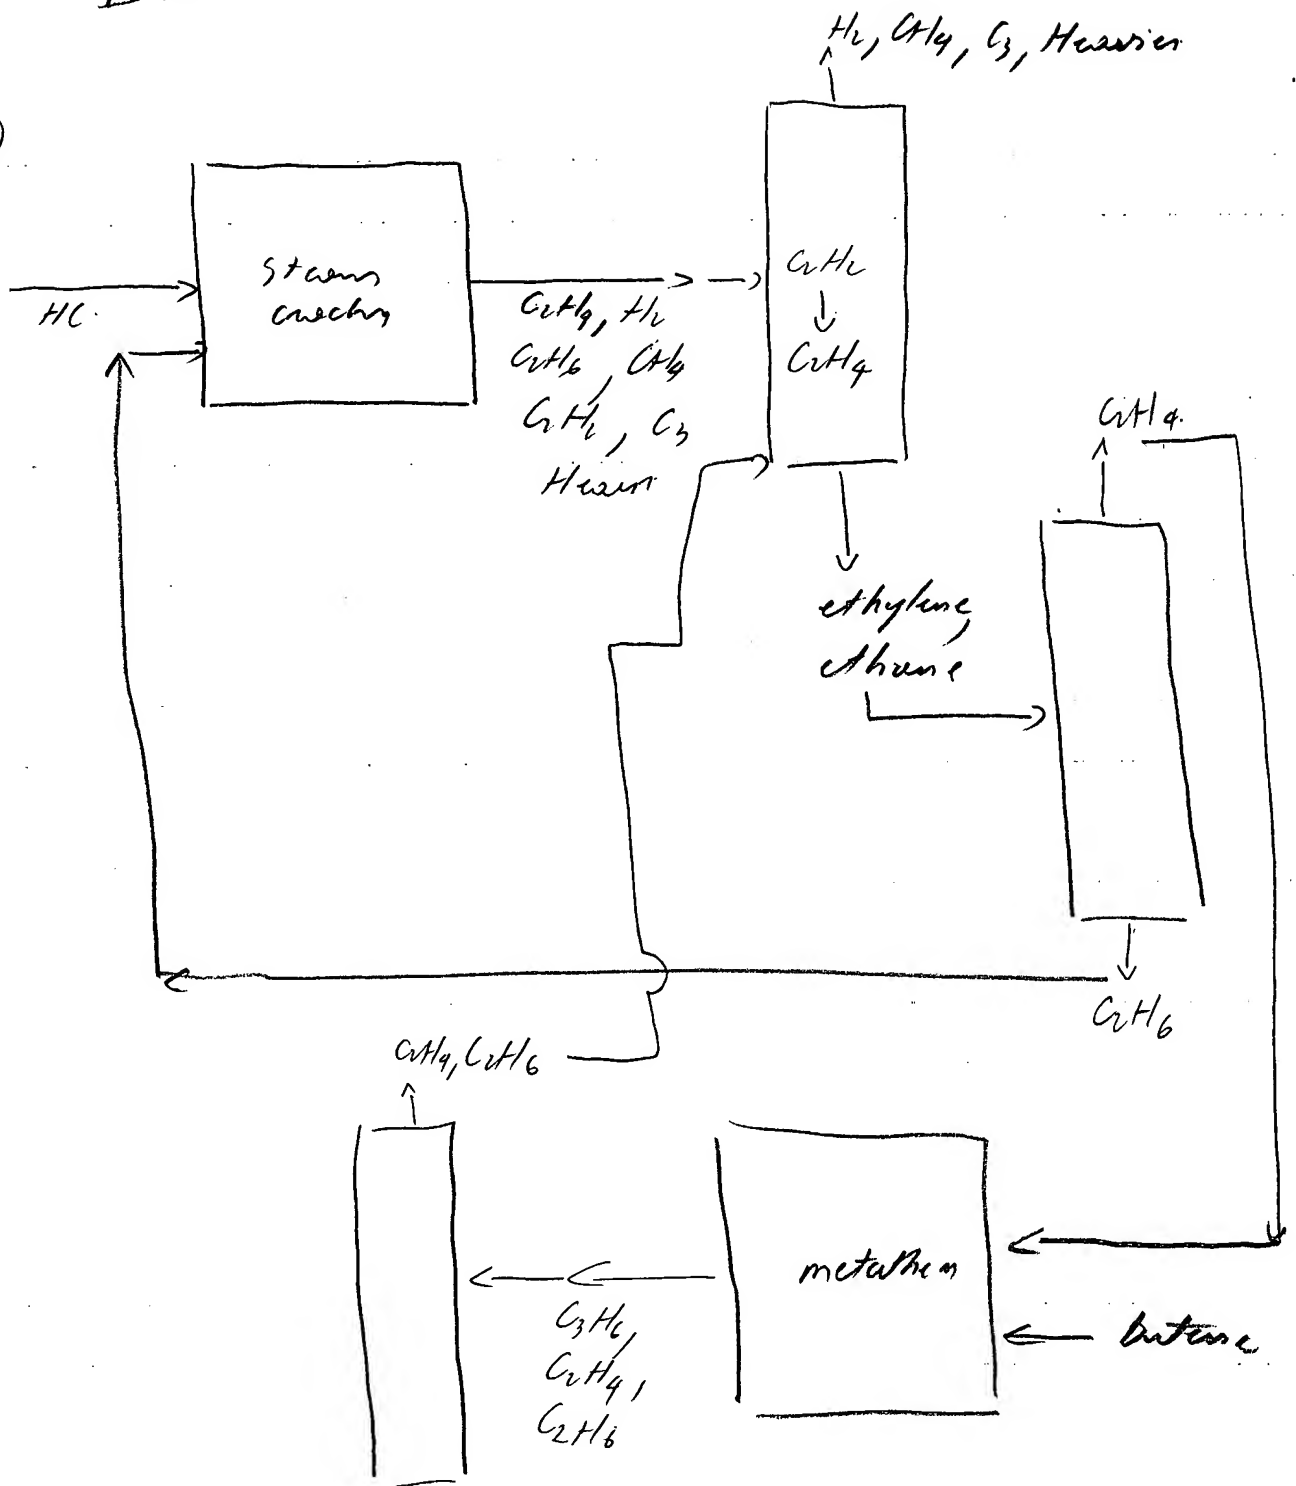 H2, CH4, C3, Heavier
)
HC
steam
cracking
C2H4, H2
C2H6, CH4
C2H2, C3
Heavier
C2H2
C2H4
C2H4
ethylene,
ethane
C2H6
C2H4, C2H6
metathesis
C3H6,
C2H4,
C2H6
butene